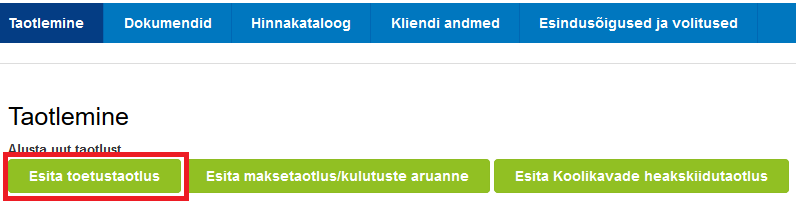 Taotlemine Dokumendid Hinnakataloog Kliendi andmed Esindusõigused ja volitused
Taotlemine
Alusta uut taotlust
Esita toetustaotlus Esita maksetaotlus/kulutuste aruanne Esita Koolikavade heakskiidutaotlus